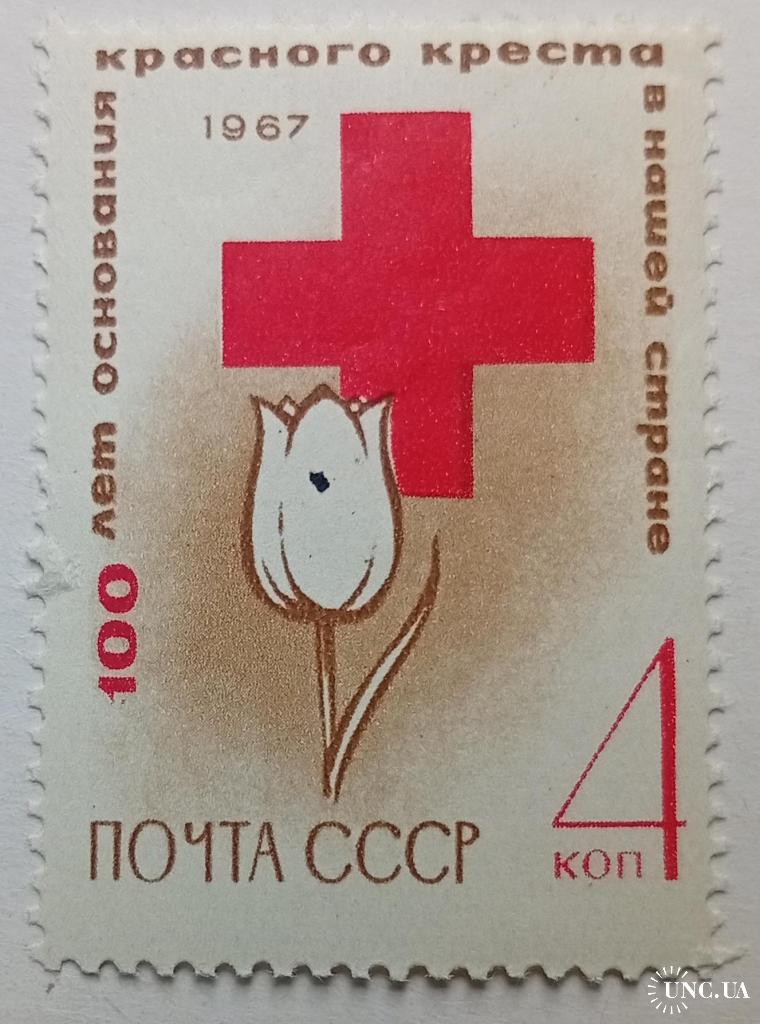 100 лет основания
красного креста
в нашей стране
1967
ПОЧТА СССР
4
коп
UNC.UA